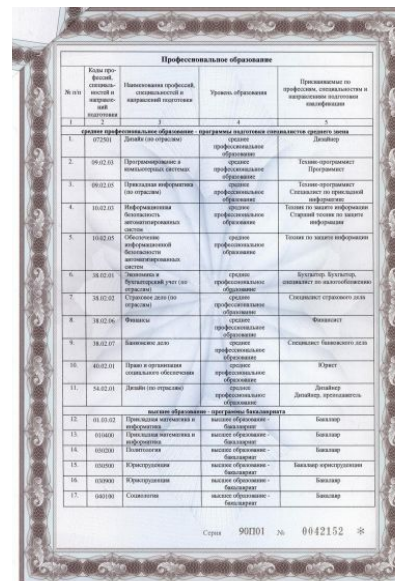 Профессиональное образование
№ п/п
Коды про-
фессий,
специаль-
ностей и
направле-
ний
подготовки
Наименования профессий,
специальностей и
направлений подготовки
Уровень образования
Присваиваемые по
профессиям, специальностям и
направлениям подготовки
квалификации
1 2 3 4 5
среднее профессиональное образование - программы подготовки специалистов среднего звена
1. 072501 Дизайн (по отраслям) среднее Дизайнер
профессиональное
образование
2. 09.02.03 Программирование в среднее Техник-программист
компьютерных системах профессиональное Программист
образование
3. 09.02.05 Прикладная информатика среднее Техник-программист
(по отраслям) профессиональное Специалист по прикладной
образование информатике
4. 10.02.03 Информационная среднее Техник по защите информации
безопасность профессиональное Старший техник по защите
автоматизированных образование информации
систем
5. 10.02.05 Обеспечение среднее Техник по защите информации
информационной профессиональное
безопасности образование
автоматизированных
систем
6. 38.02.01 Экономика и среднее Бухгалтер. Бухгалтер,
бухгалтерский учет (по профессиональное специалист по налогообложению
отраслям) образование
7. 38.02.02 Страховое дело (по среднее Специалист страхового дела
отраслям) профессиональное
образование
8. 38.02.06 Финансы среднее Финансист
профессиональное
образование
9. 38.02.07 Банковское дело среднее Специалист банковского дела
профессиональное
образование
10. 40.02.01 Право и организация среднее Юрист
социального обеспечения профессиональное
образование
11. 54.02.01 Дизайн (по отраслям) среднее Дизайнер
профессиональное Дизайнер, преподаватель
образование
высшее образование - программы бакалавриата
12. 01.03.02 Прикладная математика и высшее образование - Бакалавр
информатика бакалавриат
13. 010400 Прикладная математика и высшее образование - Бакалавр
информатика бакалавриат
14. 030200 Политология высшее образование - Бакалавр
бакалавриат
15. 030500 Юриспруденция высшее образование - Бакалавр юриспруденции
бакалавриат
16. 030900 Юриспруденция высшее образование - Бакалавр
бакалавриат
17. 040100 Социология высшее образование - Бакалавр
бакалавриат
Серия 90П01 № 0042152 *